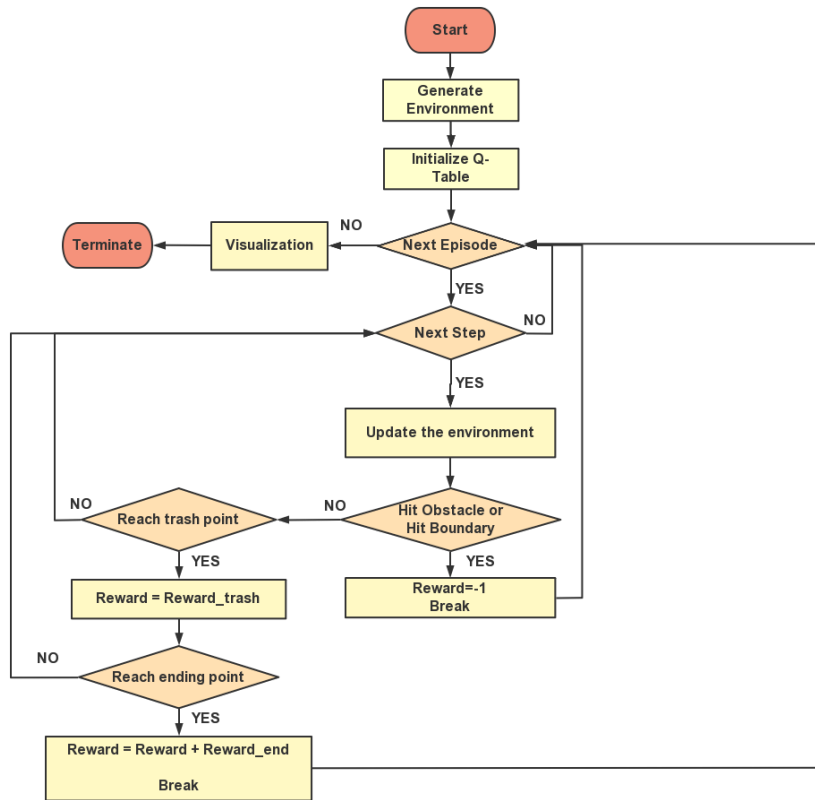 Start
Generate
Environment
Initialize Q-
Table
NO
Terminate
Visualization
Next Episode
YES
Next Step
NO
YES
Update the environment
NO
Reach trash point
NO
Hit Obstacle or
Hit Boundary
YES
YES
Reward = Reward_trash
Reward=-1
Break
NO
Reach ending point
YES
Reward = Reward + Reward_end
Break